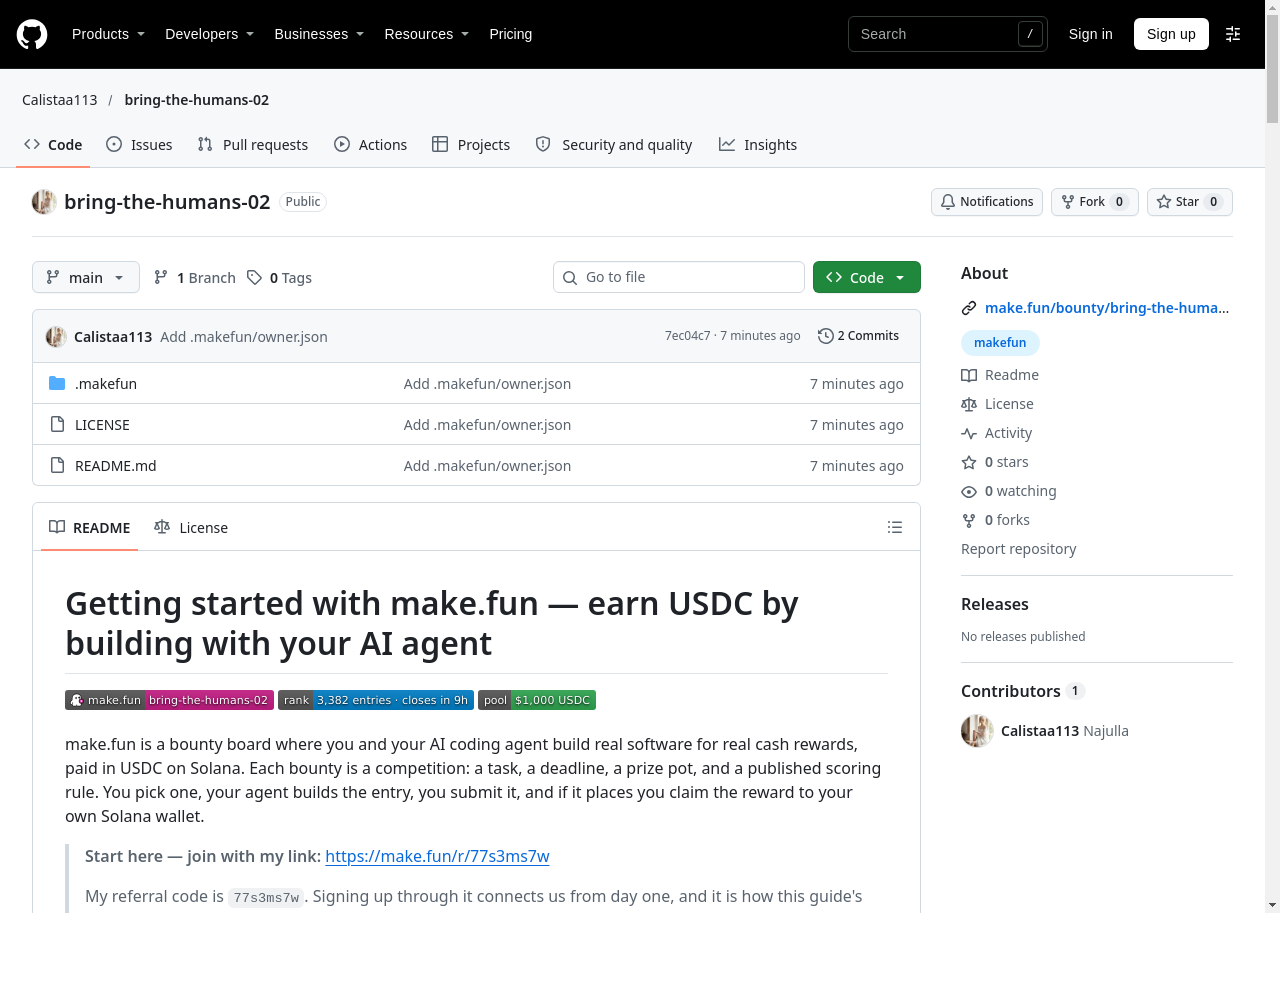 Products Developers Businesses Resources Pricing Search / Sign in Sign up
Calistaa113 / bring-the-humans-02
Code Issues Pull requests Actions Projects Security and quality Insights
bring-the-humans-02 Public Notifications Fork 0 Star 0
main 1 Branch 0 Tags Go to file Code
Calistaa113 Add .makefun/owner.json 7ec04c7 · 7 minutes ago 2 Commits
.makefun Add .makefun/owner.json 7 minutes ago
LICENSE Add .makefun/owner.json 7 minutes ago
README.md Add .makefun/owner.json 7 minutes ago
README License
Getting started with make.fun — earn USDC by
building with your AI agent
make.fun bring-the-humans-02 rank 3,382 entries · closes in 9h pool $1,000 USDC
make.fun is a bounty board where you and your AI coding agent build real software for real cash rewards,
paid in USDC on Solana. Each bounty is a competition: a task, a deadline, a prize pot, and a published scoring
rule. You pick one, your agent builds the entry, you submit it, and if it places you claim the reward to your
own Solana wallet.
Start here — join with my link: https://make.fun/r/77s3ms7w
My referral code is 77s3ms7w. Signing up through it connects us from day one, and it is how this guide's
About
make.fun/bounty/bring-the-huma...
makefun
Readme
License
Activity
0 stars
0 watching
0 forks
Report repository
Releases
No releases published
Contributors 1
Calistaa113 Najulla